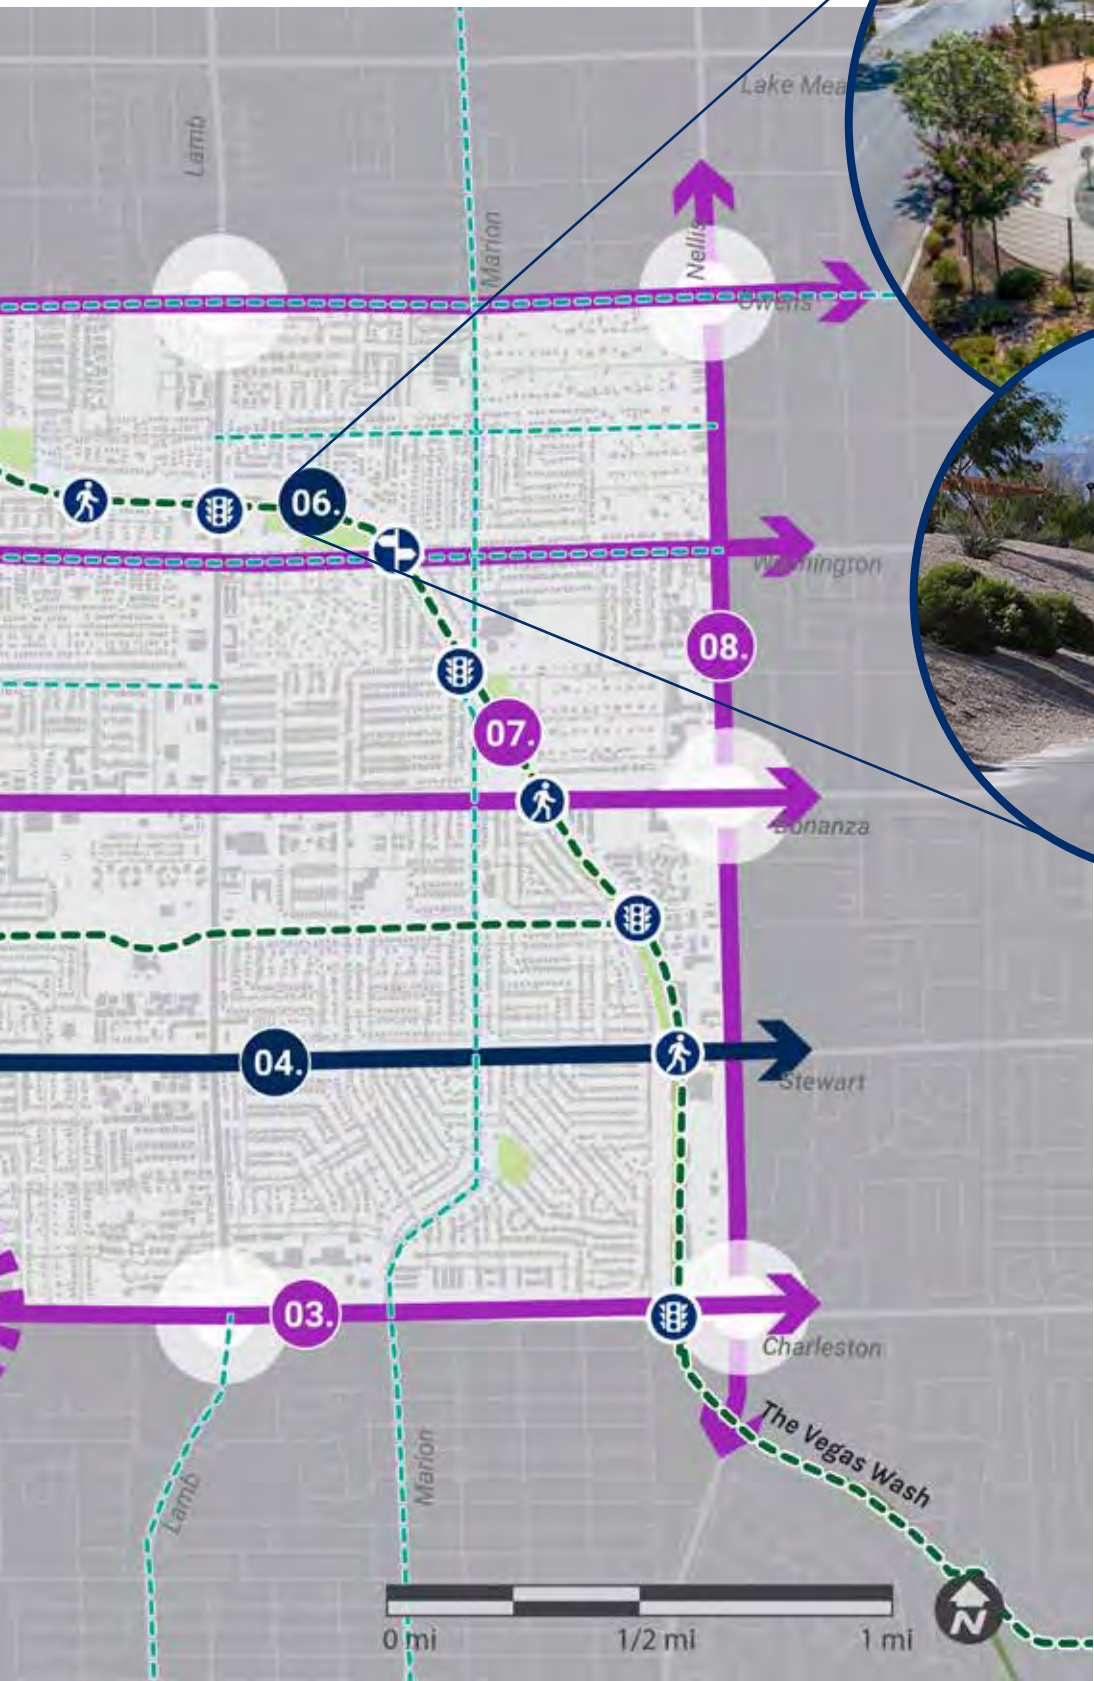 Lake Mea
Lamb
Marion
Nellis
Owens
06.
Washington
08.
07.
Bonanza
04.
Stewart
03.
Charleston
The Vegas Wash
Lamb
Marion
0 mi
1/2 mi
1 mi
N